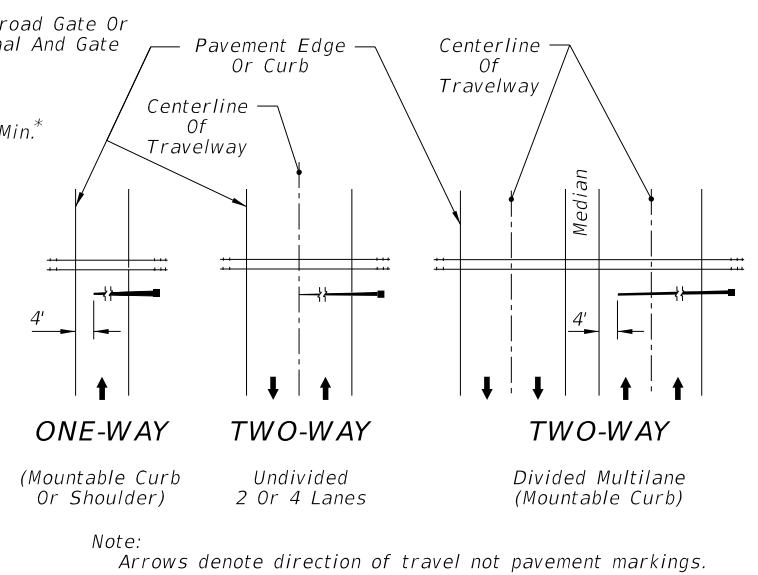 Gate Or
And Gate
Min.*
Pavement Edge
Or Curb
Centerline
Of
Travelway
Centerline
Of
Travelway
Median
4'
4'
ONE-WAY
(Mountable Curb
Or Shoulder)
TWO-WAY
Undivided
2 Or 4 Lanes
TWO-WAY
Divided Multilane
(Mountable Curb)
Note:
Arrows denote direction of travel not pavement markings.